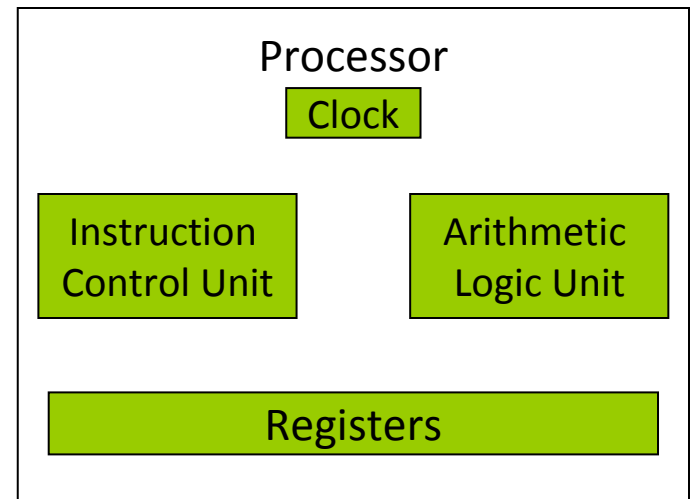 Processor
Clock
Instruction
Control Unit
Arithmetic
Logic Unit
Registers